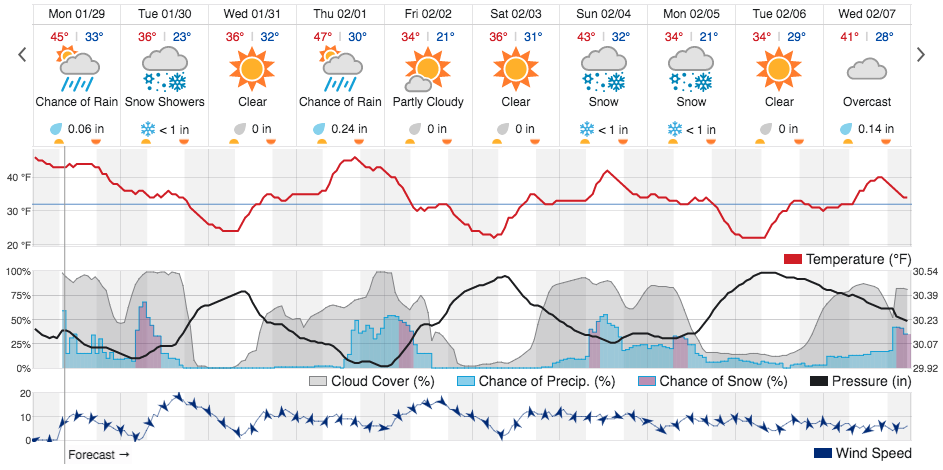 Mon 01/29 Tue 01/30 Wed 01/31 Thu 02/01 Fri 02/02 Sat 02/03 Sun 02/04 Mon 02/05 Tue 02/06 Wed 02/07
45° | 33° 36° | 23° 36° | 32° 47° | 30° 34° | 21° 36° | 31° 43° | 32° 34° | 21° 34° | 29° 41° | 28°
Chance of Rain Snow Showers Clear Chance of Rain Partly Cloudy Clear Snow Snow Clear Overcast
0.06 in < 1 in 0 in 0.24 in 0 in 0 in < 1 in < 1 in 0 in 0.14 in
40 °F
30 °F
20 °F
Temperature (°F)
100% 30.54
75% 30.39
50% 30.23
25% 30.07
0% 29.92
Cloud Cover (%) Chance of Precip. (%) Chance of Snow (%) Pressure (in)
20
10
0
Forecast → Wind Speed